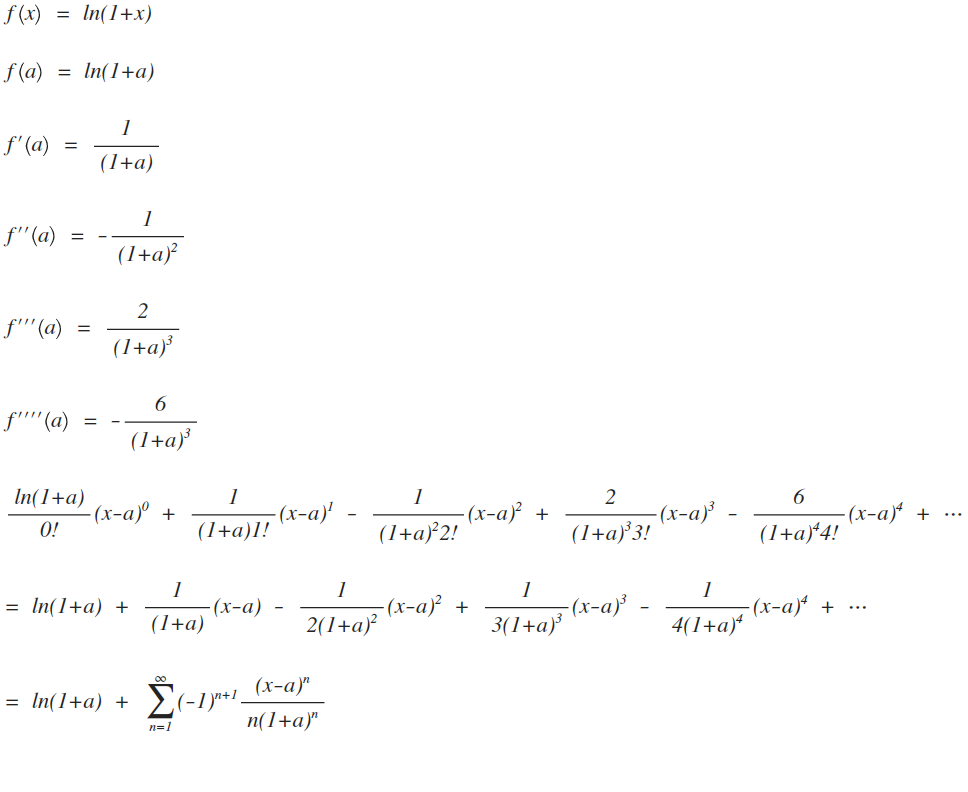 f(x) = ln(1+x)
f(a) = ln(1+a)
f'(a) = 1/(1+a)
f''(a) = -1/(1+a)^2
f'''(a) = 2/(1+a)^3
f''''(a) = -6/(1+a)^3
ln(1+a)/0! (x-a)^0 + 1/((1+a)1!) (x-a)^1 - 1/((1+a)^2 2!) (x-a)^2 + 2/((1+a)^3 3!) (x-a)^3 - 6/((1+a)^4 4!) (x-a)^4 + ···
= ln(1+a) + 1/(1+a) (x-a) - 1/(2(1+a)^2) (x-a)^2 + 1/(3(1+a)^3) (x-a)^3 - 1/(4(1+a)^4) (x-a)^4 + ···
= ln(1+a) + ∑_{n=1}^{∞} (-1)^{n+1} (x-a)^n/(n(1+a)^n)